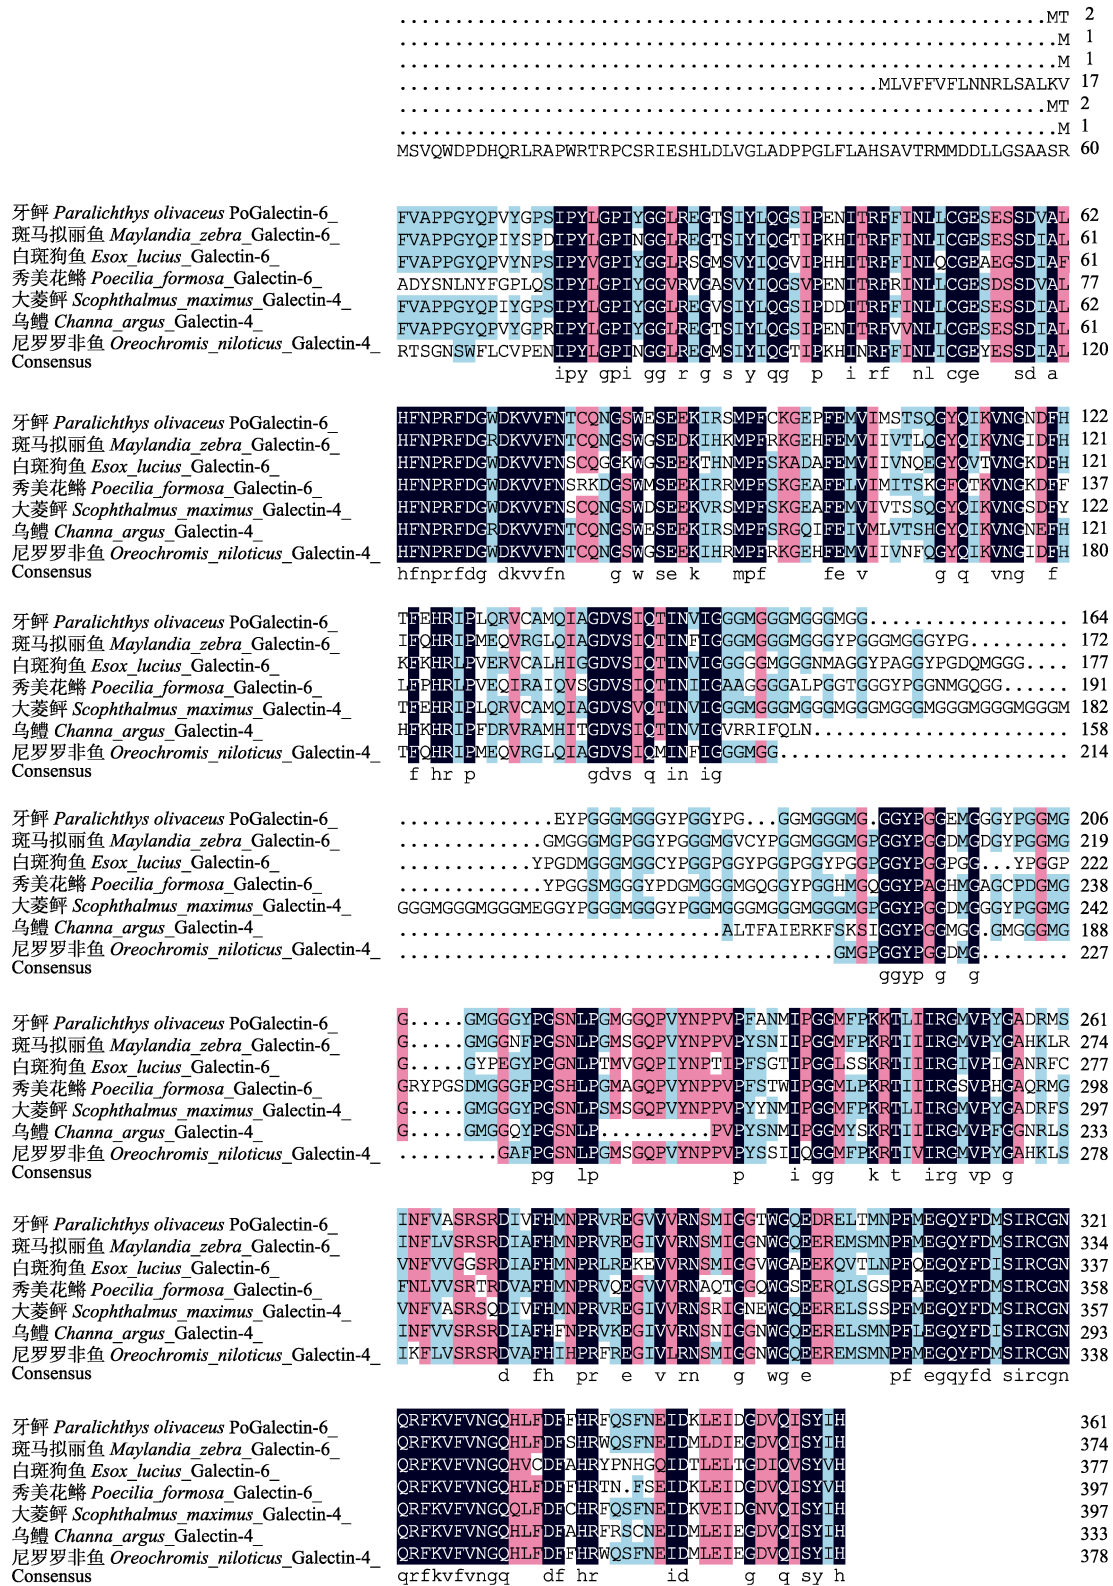 ..........................................................MT 2
...........................................................M 1
...........................................................M 1
...........................................MLVFFVFLNNRLSALKV 17
..........................................................MT 2
...........................................................M 1
MSVQWDPDHQRLRAPWRTRPCSRIESHLDLVGLADPPGLFLAHSAVTRMMDDLLGSAASR 60
牙鲆 Paralichthys olivaceus PoGalectin-6_ FVAPPGYQPVYGPSIPYLGPIYGGLREGTSIYLQGSIPENITRFFINLLCGESESSDVAL 62
斑马拟丽鱼 Maylandia_zebra_Galectin-6_ FVAPPGYQPIYSPDIPYLGPINGGLREGTSIYIQGTIPKHITRFFINLICGESESSDIAL 61
白斑狗鱼 Esox_lucius_Galectin-6_ FVAPPGYQPVYNPSIPYVGPIYGGLRSGMSVYIQGVIPHHITRFFINLQCGEAEGSDIAF 61
秀美花鳉 Poecilia_formosa_Galectin-6_ ADYSNLNYFGPLQSIPYLGPIYGGVRVGASVYIQGSVPENITRFRINLLCGESESSDIAL 77
大菱鲆 Scophthalmus_maximus_Galectin-4_ FVAPPGYQPIYGPSIPYLGPIYGGLREGVSVYIQGSIPDDITRFFINLLCGESDSSDIAL 62
乌鳢 Channa_argus_Galectin-4_ FVAPPGYQPVYGPRIPYLGPINGGLREGTSIYLQGSIPENITRFVVNLLCGESESSDIAL 61
尼罗罗非鱼 Oreochromis_niloticus_Galectin-4_ RTSGNSWFLCVPENIPYLGPINGGLREGMSIYIQGTIPKHINRFFINLICGEYESSDIAL 120
Consensus ipy gpi gg r g s y qg p i rf nl cge sd a
牙鲆 Paralichthys olivaceus PoGalectin-6_ HFNPRFDGWDKVVFNTCQNGSWESEEKIRSMPFCKGEPFEMVIMSTSQGYQIKVNGNDFH 122
斑马拟丽鱼 Maylandia_zebra_Galectin-6_ HFNPRFDGRDKVVFNTCQNGSWGSEDKIHKMPFRKGEHFEMVIIVTLQGYQIKVNGIDFH 121
白斑狗鱼 Esox_lucius_Galectin-6_ HFNPRFDGWDKVVFNSCQGGKWGSEEKTHNMPFSKADAFEMVIIVNQEGYQVTVNGKDFH 121
秀美花鳉 Poecilia_formosa_Galectin-6_ HFNPRFDGWDKVVFNSRKDGSWMSEEKIRRMPFSKGEAFELVIMITSKGFQTKVNGKDFF 137
大菱鲆 Scophthalmus_maximus_Galectin-4_ HFNPRFDGWDKVVFNTCQNGSWDSEEKVRSMPFSKGEAFEMVIVTSSQGYQIKVNGSDFY 122
乌鳢 Channa_argus_Galectin-4_ HFNPRFDGRDKVVFNTCQNGSWESEEKIRSMPFSRGQIFEIVMLVTSHGYQIKVNGNEFH 121
尼罗罗非鱼 Oreochromis_niloticus_Galectin-4_ HFNPRFDGWDKVVFNTCQNGSWGSEEKIHRMPFRKGEHFEMVIIVNFQGYQIKVNGIDFH 180
Consensus hfnprfdg dkvvfn g w se k mpf fe v g q vng f
牙鲆 Paralichthys olivaceus PoGalectin-6_ TFEHRIPLQRVCAMQIAGDVSIQTINVIGGGMGGGMGGGMGG.................. 164
斑马拟丽鱼 Maylandia_zebra_Galectin-6_ IFQHRIPMEQVRGLQIAGDVSIQTINFIGGGMGGGMGGGYPGGGMGGGYPG......... 172
白斑狗鱼 Esox_lucius_Galectin-6_ KFKHRLPVERVCALHIGGDVSIQTINVIGGGGGMGGGNMAGGYPAGGYPGDQMGGG.... 177
秀美花鳉 Poecilia_formosa_Galectin-6_ LFPHRLPVEQIRAIQVSGDVSIQTINIIGAAGGGGALPGGTGGGYPGGNMGQGG...... 191
大菱鲆 Scophthalmus_maximus_Galectin-4_ TFEHRIPLQRVCAMQIAGDVSVQTINVIGGGMGGGMGGGMGGGMGGGMGGGMGGGMGGGM 182
乌鳢 Channa_argus_Galectin-4_ HFKHRIPFDRVRAMHITGDVSIQTINVIGVRRIFQLN....................... 158
尼罗罗非鱼 Oreochromis_niloticus_Galectin-4_ TFQHRIPMEQVRGLQIAGDVSIQMINFIGGGMGG.......................... 214
Consensus f hr p gdvs q in ig
牙鲆 Paralichthys olivaceus PoGalectin-6_ ..............EYPGGGMGGGYPGGYPG...GGMGGGMG.GGYPGGEMGGGYPGGMG 206
斑马拟丽鱼 Maylandia_zebra_Galectin-6_ .............GMGGGMGPGGYPGGGMGVCYPGGMGGGMGPGGYPGGDMGDGYPGGMG 219
白斑狗鱼 Esox_lucius_Galectin-6_ ............YPGDMGGGMGGCYPGGPGGYPGGPGGYPGGPGGYPGGPGG...YPGGP 222
秀美花鳉 Poecilia_formosa_Galectin-6_ .............YPGGSMGGGYPDGMGGGMGQGGYPGGHMGQGGYPAGHMGAGCPDGMG 238
大菱鲆 Scophthalmus_maximus_Galectin-4_ GGGMGGGMGGGMEGGYPGGGMGGGYPGGMGGGMGGGMGGGMGPGGYPGGDMGGGYPGGMG 242
乌鳢 Channa_argus_Galectin-4_ .............................ALTFAIERKFSKSIGGYPGGMGG.GMGGGMG 188
尼罗罗非鱼 Oreochromis_niloticus_Galectin-4_ .......................................GMGPGGYPGGDMG........ 227
Consensus ggyp g g
牙鲆 Paralichthys olivaceus PoGalectin-6_ G.....GMGGGYPGSNLPGMGGQPVYNPPVPFANMIPGGMFPKKTLIIRGMVPYGADRMS 261
斑马拟丽鱼 Maylandia_zebra_Galectin-6_ G.....GMGGNFPGSNLPGMSGQPVYNPPVPYSNIIPGGMFPKRTIIIRGMVPYGAHKLR 274
白斑狗鱼 Esox_lucius_Galectin-6_ G.....GYPEGYPGGNLPTMVGQPIYNPTIPFSGTIPGGLSSKRTIIIRGIVPIGANRFC 277
秀美花鳉 Poecilia_formosa_Galectin-6_ GRYPGSDMGGGFPGSHLPGMAGQPVYNPPVPFSTWIPGGMLPKRTIIIRGSVPHGAQRMG 298
大菱鲆 Scophthalmus_maximus_Galectin-4_ G.....GMGGGYPGSNLPSMSGQPVYNPPVPYYNMIPGGMFPKRTLIIRGMVPYGADRFS 297
乌鳢 Channa_argus_Galectin-4_ G.....GMGGQYPGSNLP..........PVPYSNMIPGGMYSKRTIIIRGMVPFGGNRLS 233
尼罗罗非鱼 Oreochromis_niloticus_Galectin-4_ .........GAFPGSNLPGMSGQPVYNPPVPYSSIIQGGMFPKRTIVIRGMVPYGAHKLS 278
Consensus pg lp p i gg k t irg vp g
牙鲆 Paralichthys olivaceus PoGalectin-6_ INFVASRSRDIVFHMNPRVREGVVVRNSMIGGTWGQEDRELTMNPFMEGQYFDMSIRCGN 321
斑马拟丽鱼 Maylandia_zebra_Galectin-6_ INFLVSRSRDIAFHMNPRVREGIVVRNSMIGGNWGQEEREMSMNPFMEGQYFDMSIRCGN 334
白斑狗鱼 Esox_lucius_Galectin-6_ VNFVVGGSRDIAFHMNPRLREKEVVRNSMIGGVWGAEEKQVTLNPFQEGQYFDMSIRCGN 337
秀美花鳉 Poecilia_formosa_Galectin-6_ FNLVVSRTRDVAFHMNPRVQEGVVVRNAQTGGQWGSEERQLSGSPFAEGQYFDMSIRCGN 358
大菱鲆 Scophthalmus_maximus_Galectin-4 VNFVASRSQDIVFHMNPRVREGIVVRNSRIGNEWGQEERELSSSPFMEGQYFDMSIRCGN 357
乌鳢 Channa_argus_Galectin-4_ INFVVSRSRDIAFHFNPRVKEGIVVRNSNIGGNWGQEERELSMNPFLEGQYFDISIRCGN 293
尼罗罗非鱼 Oreochromis_niloticus_Galectin-4_ IKFLVSRSRDVAFHIHPRFREGIVLRNSMIGGNWGQEEREMSMNPFMEGQYFDMSIRCGN 338
Consensus d fh pr e v rn g wg e pf egqyfd sircgn
牙鲆 Paralichthys olivaceus PoGalectin-6_ QRFKVFVNGQHLFDFFHRFQSFNEIDKLEIDGDVQISYIH 361
斑马拟丽鱼 Maylandia_zebra_Galectin-6_ QRFKVFVNGQHLFDFSHRWQSFNEIDMLDIEGDVQISYIH 374
白斑狗鱼 Esox_lucius_Galectin-6_ QRFKVFVNGQHVCDFAHRYPNHGQIDTLELTGDIQVSYVH 377
秀美花鳉 Poecilia_formosa_Galectin-6_ QRFKVFVNGQHLFDFFHRTN.FSEIDKLEIDGDVQISYVH 397
大菱鲆 Scophthalmus_maximus_Galectin-4_ QRFKVFVNGQQLFDFCHRFQSFNEIDKVEIDGNVQISYIH 397
乌鳢 Channa_argus_Galectin-4_ QRFKVFVNGQHLFDFAHRFRSCNEIDMLEIEGDVQISYIH 333
尼罗罗非鱼 Oreochromis_niloticus_Galectin-4_ QRFKVFVNGQHLFDFFHRWQSFNEIDMLEIEGDVQISYIH 378
Consensus qrfkvfvngq df hr id g q sy h